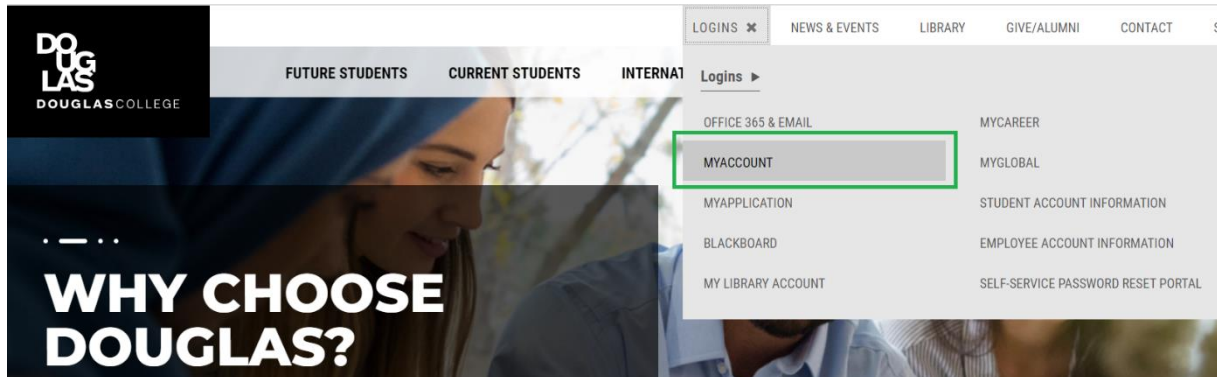 DO
UG
LAS
DOUGLASCOLLEGE
LOGINS ✖ NEWS & EVENTS LIBRARY GIVE/ALUMNI CONTACT S
FUTURE STUDENTS CURRENT STUDENTS INTERNAT
Logins ▶
OFFICE 365 & EMAIL MYCAREER
MYACCOUNT MYGLOBAL
MYAPPLICATION STUDENT ACCOUNT INFORMATION
BLACKBOARD EMPLOYEE ACCOUNT INFORMATION
MY LIBRARY ACCOUNT SELF-SERVICE PASSWORD RESET PORTAL
WHY CHOOSE
DOUGLAS?